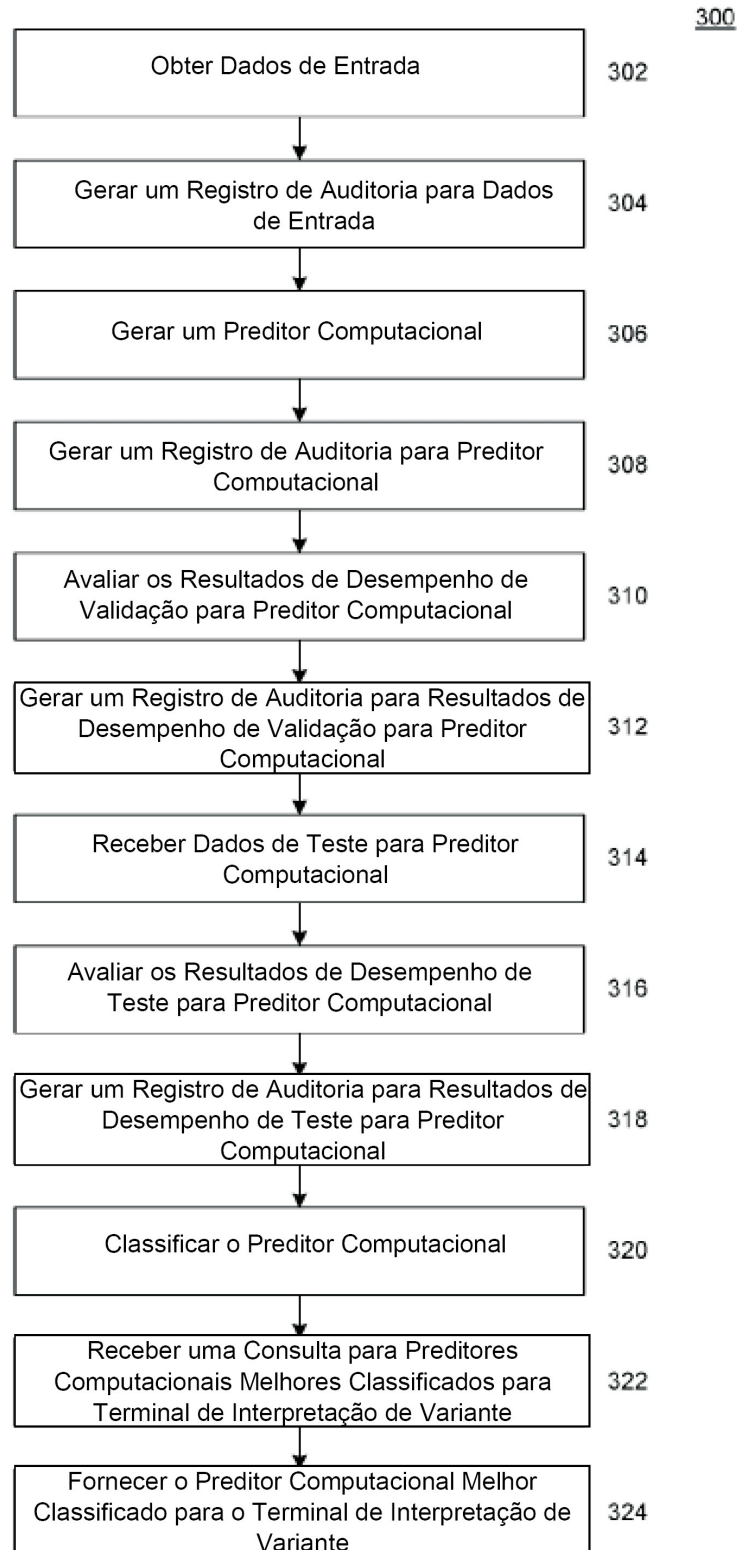 300
Obter Dados de Entrada
302
Gerar um Registro de Auditoria para Dados
de Entrada
304
Gerar um Preditor Computacional
306
Gerar um Registro de Auditoria para Preditor
Computacional
308
Avaliar os Resultados de Desempenho de
Validação para Preditor Computacional
310
Gerar um Registro de Auditoria para Resultados de
Desempenho de Validação para Preditor
Computacional
312
Receber Dados de Teste para Preditor
Computacional
314
Avaliar os Resultados de Desempenho de
Teste para Preditor Computacional
316
Gerar um Registro de Auditoria para Resultados de
Desempenho de Teste para Preditor
Computacional
318
Classificar o Preditor Computacional
320
Receber uma Consulta para Preditores
Computacionais Melhores Classificados para
Terminal de Interpretação de Variante
322
Fornecer o Preditor Computacional Melhor
Classificado para o Terminal de Interpretação de
Variante
324